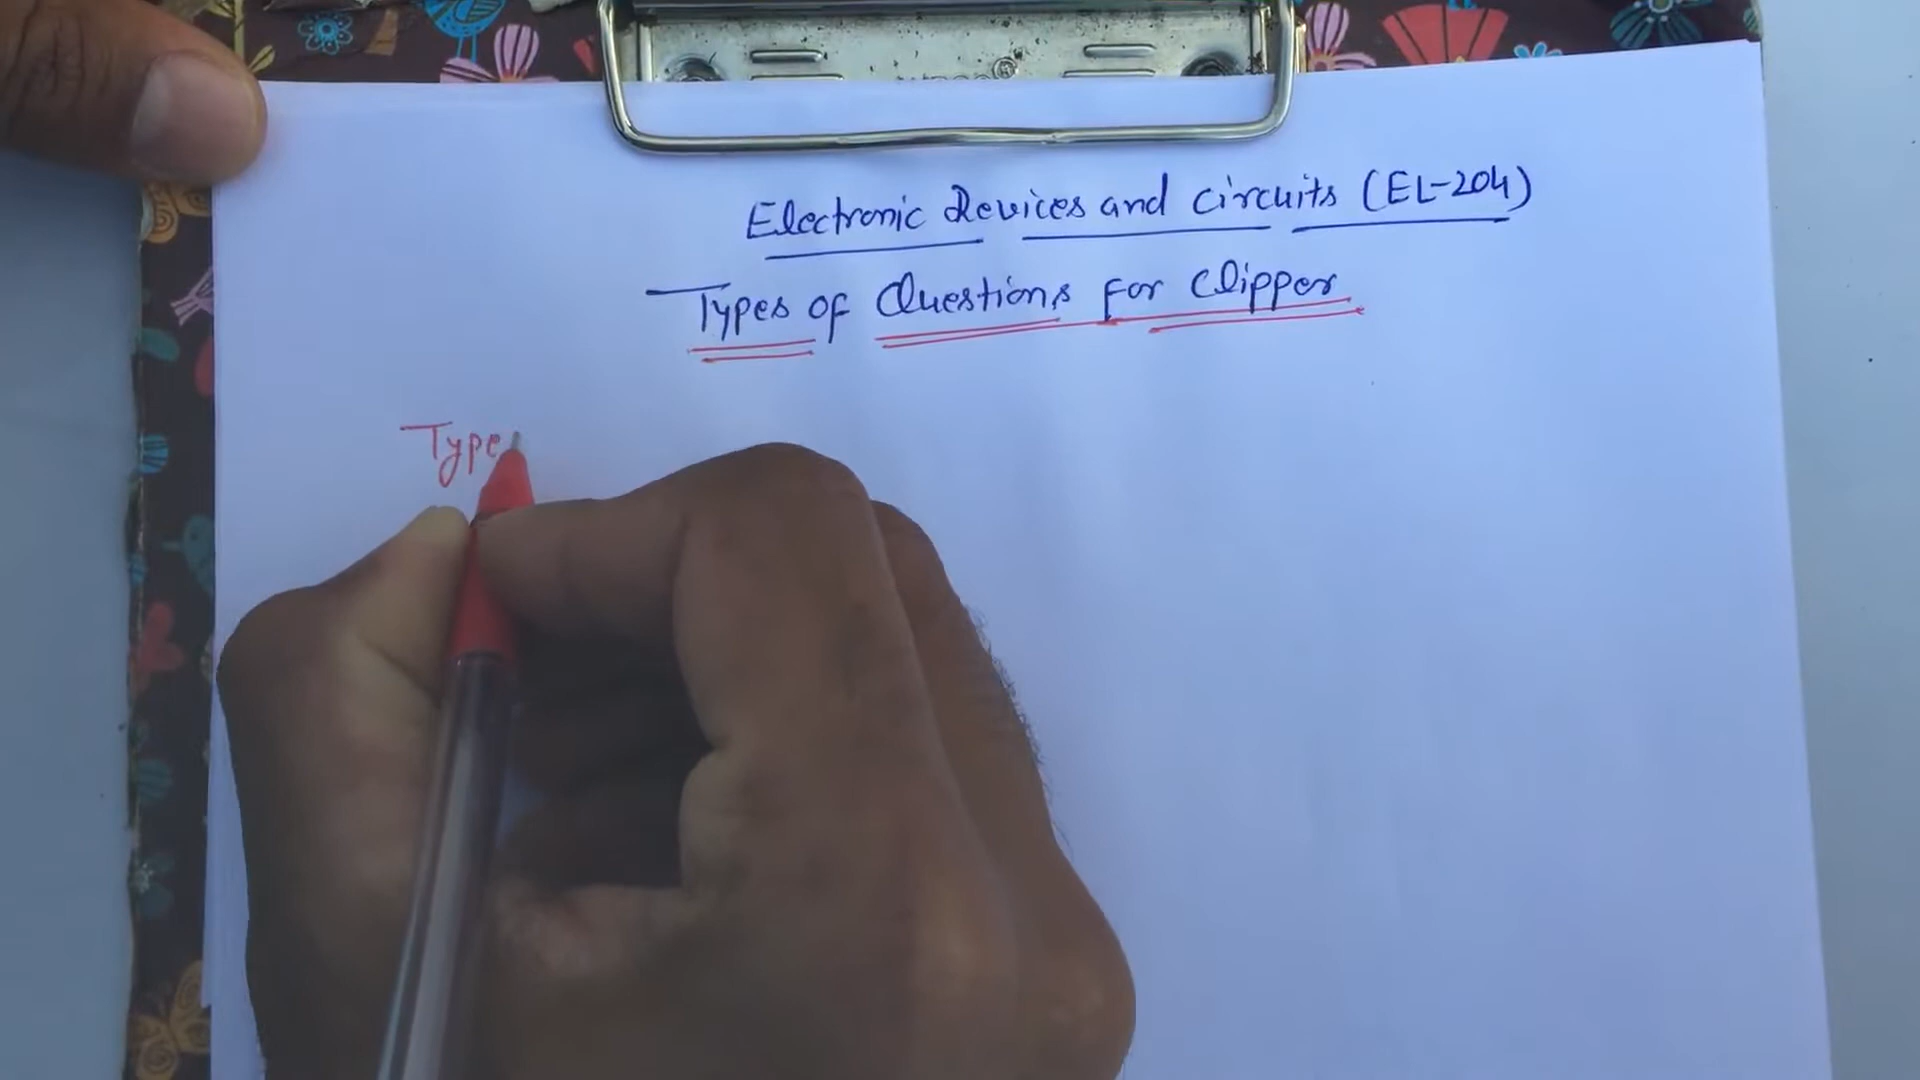 Electronic Devices and circuits (EL-204)
Types of Questions for Clipper
Type